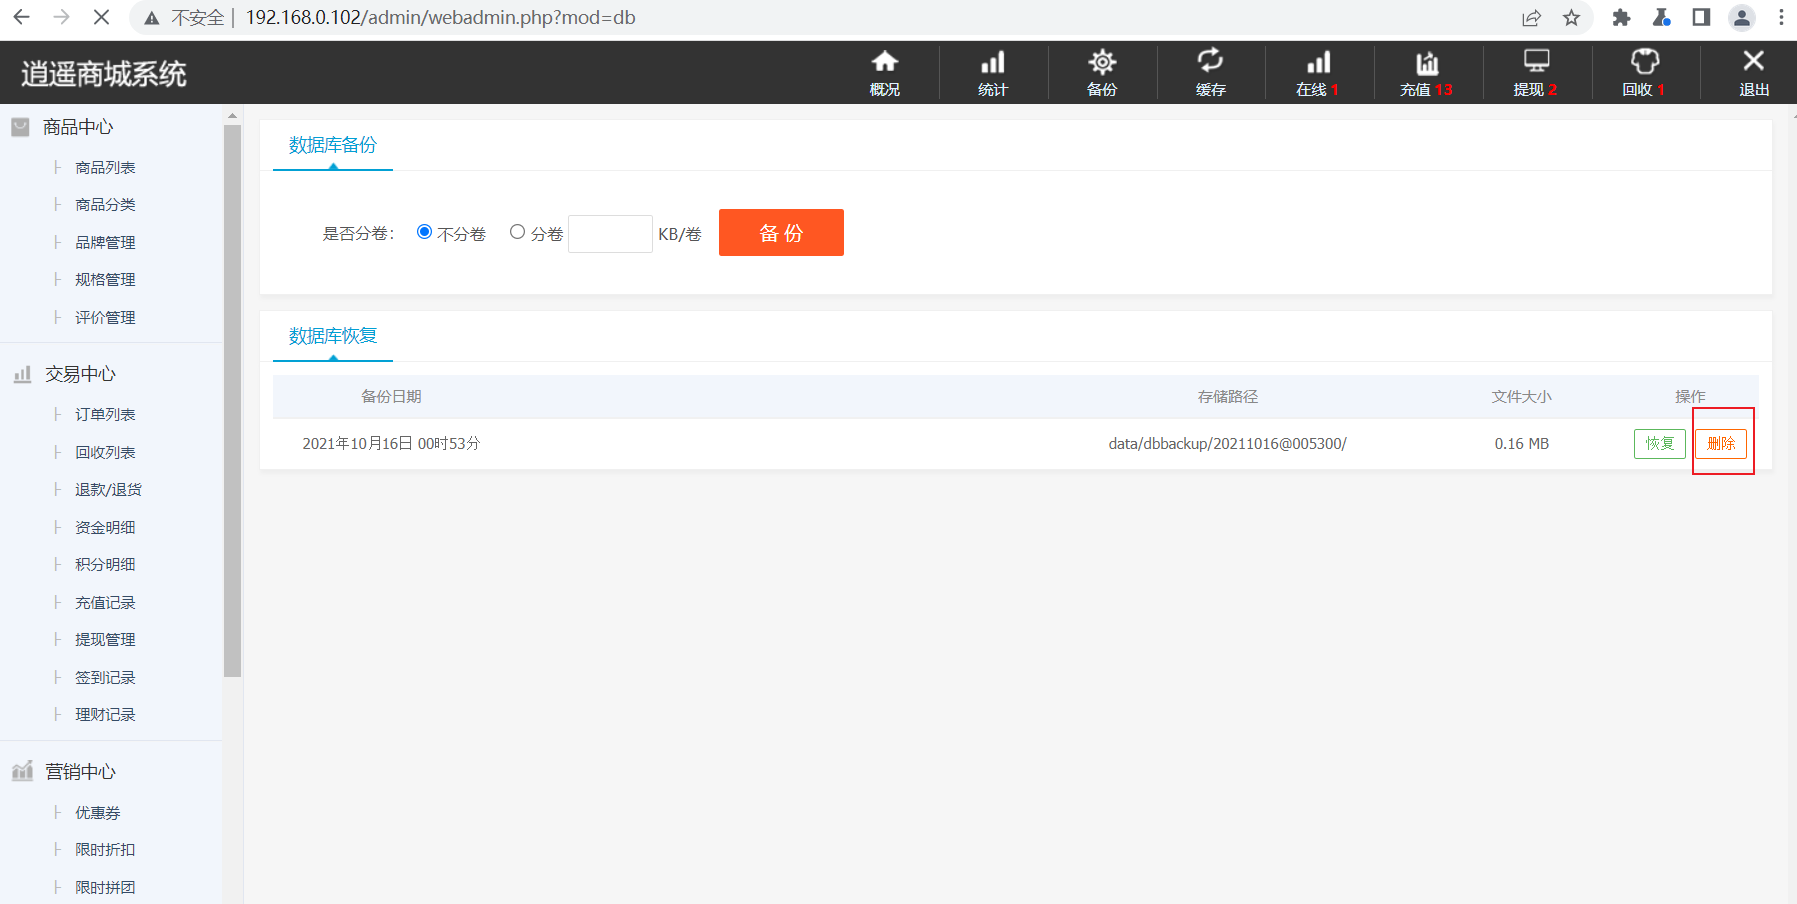 不安全 192.168.0.102/admin/webadmin.php?mod=db
逍遥商城系统
概况
统计
备份
缓存
在线 1
充值 13
提现 2
回收 1
退出
商品中心
├ 商品列表
├ 商品分类
├ 品牌管理
├ 规格管理
├ 评价管理
交易中心
├ 订单列表
├ 回收列表
├ 退款/退货
├ 资金明细
├ 积分明细
├ 充值记录
├ 提现管理
├ 签到记录
├ 理财记录
营销中心
├ 优惠券
├ 限时折扣
├ 限时拼团
数据库备份
是否分卷： 不分卷 分卷 KB/卷 备 份
数据库恢复
备份日期 存储路径 文件大小 操作
2021年10月16日 00时53分 data/dbbackup/20211016@005300/ 0.16 MB 恢复 删除